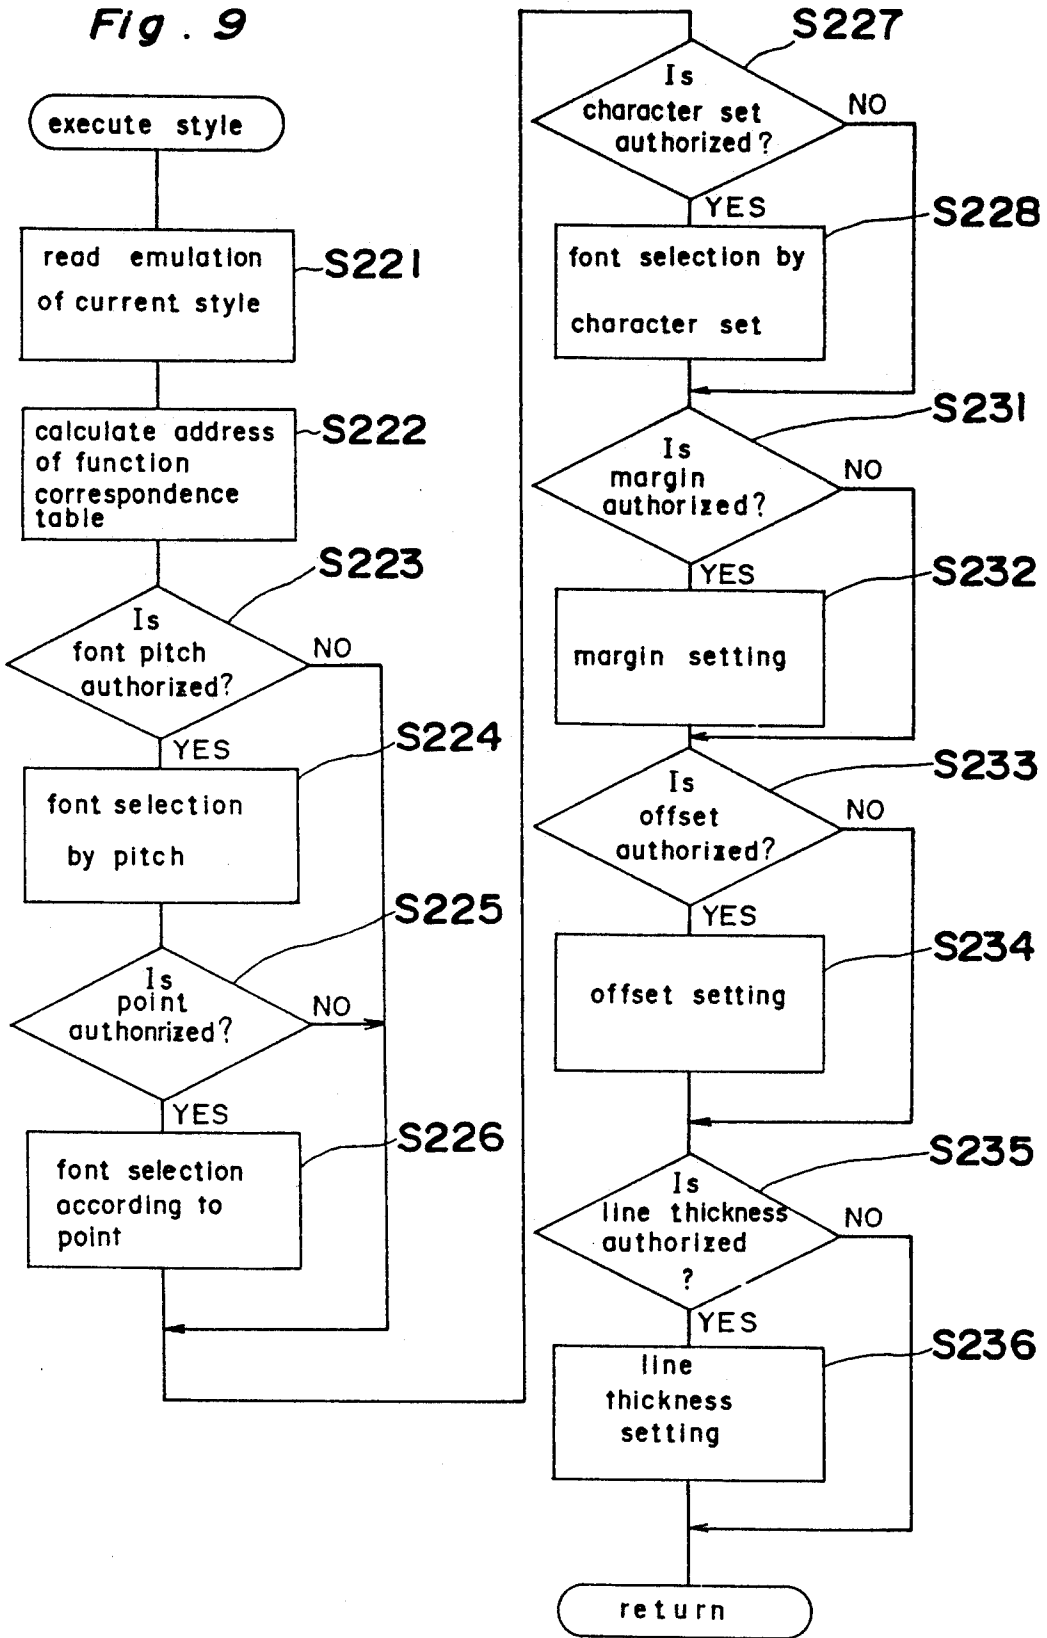 Fig. 9
execute style
read emulation
of current style
S221
calculate address
of function
correspondence
table
S222
S223
Is
font pitch
authorized?
NO
YES
S224
font selection
by pitch
S225
Is
point
authonrized?
NO
YES
S226
font selection
according to
point
S227
Is
character set
authorized?
NO
YES
S228
font selection by
character set
S231
Is
margin
authorized?
NO
YES
S232
margin setting
S233
Is
offset
authorized?
NO
YES
S234
offset setting
S235
Is
line thickness
authorized
?
NO
YES
S236
line
thickness
setting
return